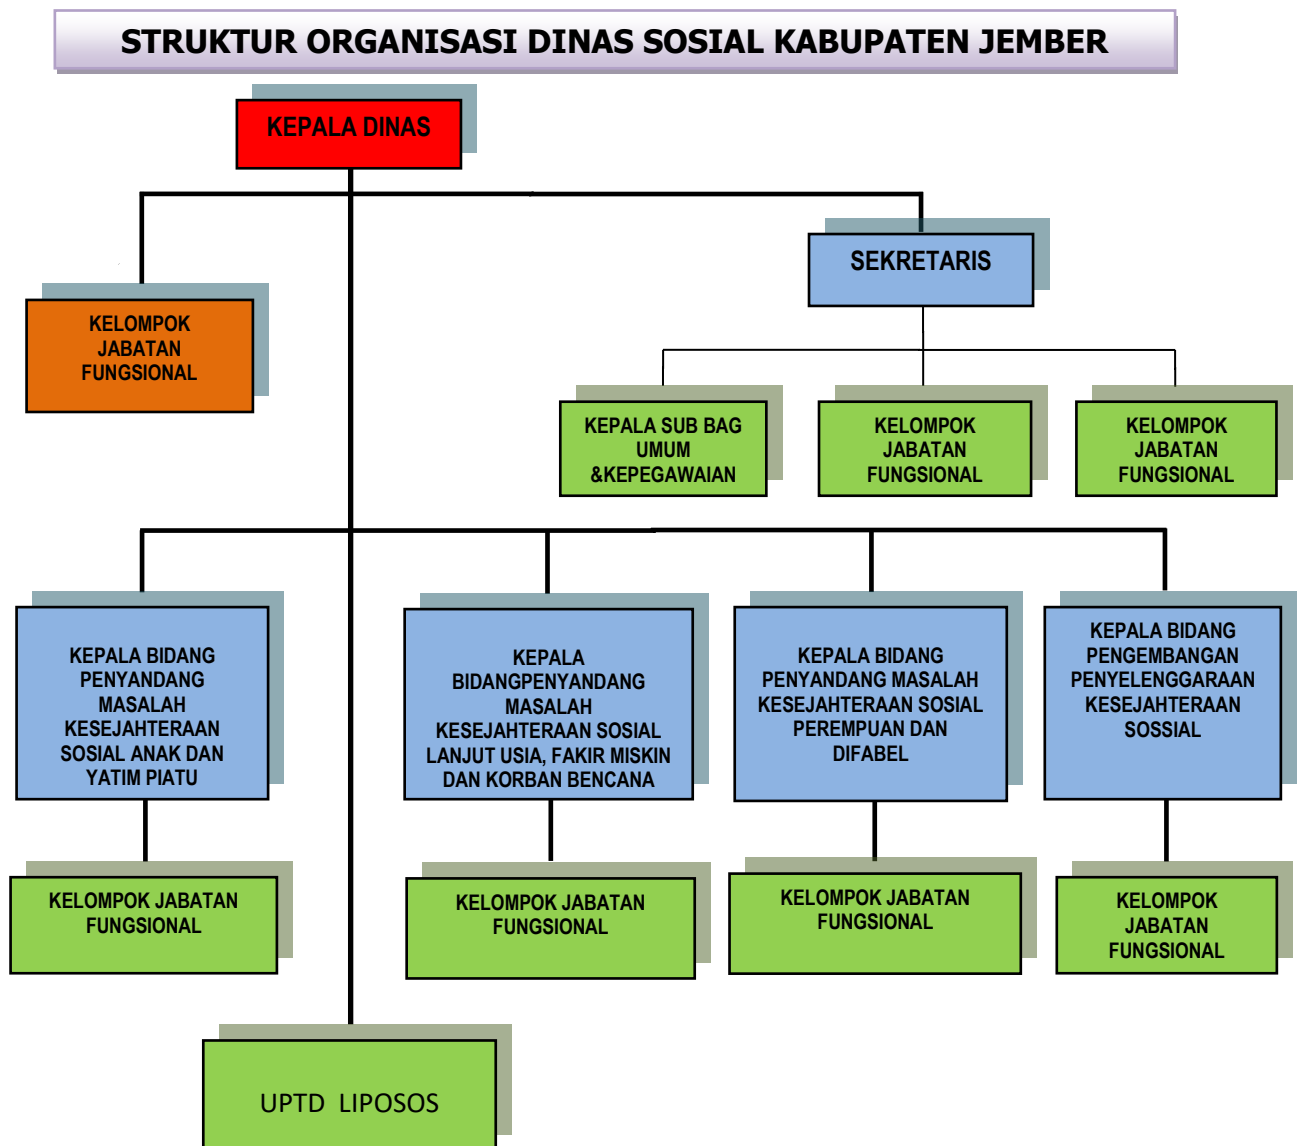 STRUKTUR ORGANISASI DINAS SOSIAL KABUPATEN JEMBER
KEPALA DINAS
SEKRETARIS
KELOMPOK
JABATAN
FUNGSIONAL
KEPALA SUB BAG
UMUM
&KEPEGAWAIAN
KELOMPOK
JABATAN
FUNGSIONAL
KELOMPOK
JABATAN
FUNGSIONAL
KEPALA BIDANG
PENYANDANG
MASALAH
KESEJAHTERAAN
SOSIAL ANAK DAN
YATIM PIATU
KEPALA
BIDANGPENYANDANG
MASALAH
KESEJAHTERAAN SOSIAL
LANJUT USIA, FAKIR MISKIN
DAN KORBAN BENCANA
KEPALA BIDANG
PENYANDANG MASALAH
KESEJAHTERAAN SOSIAL
PEREMPUAN DAN
DIFABEL
KEPALA BIDANG
PENGEMBANGAN
PENYELENGGARAAN
KESEJAHTERAAN
SOSSIAL
KELOMPOK JABATAN
FUNGSIONAL
KELOMPOK JABATAN
FUNGSIONAL
KELOMPOK JABATAN
FUNGSIONAL
KELOMPOK
JABATAN
FUNGSIONAL
UPTD LIPOSOS